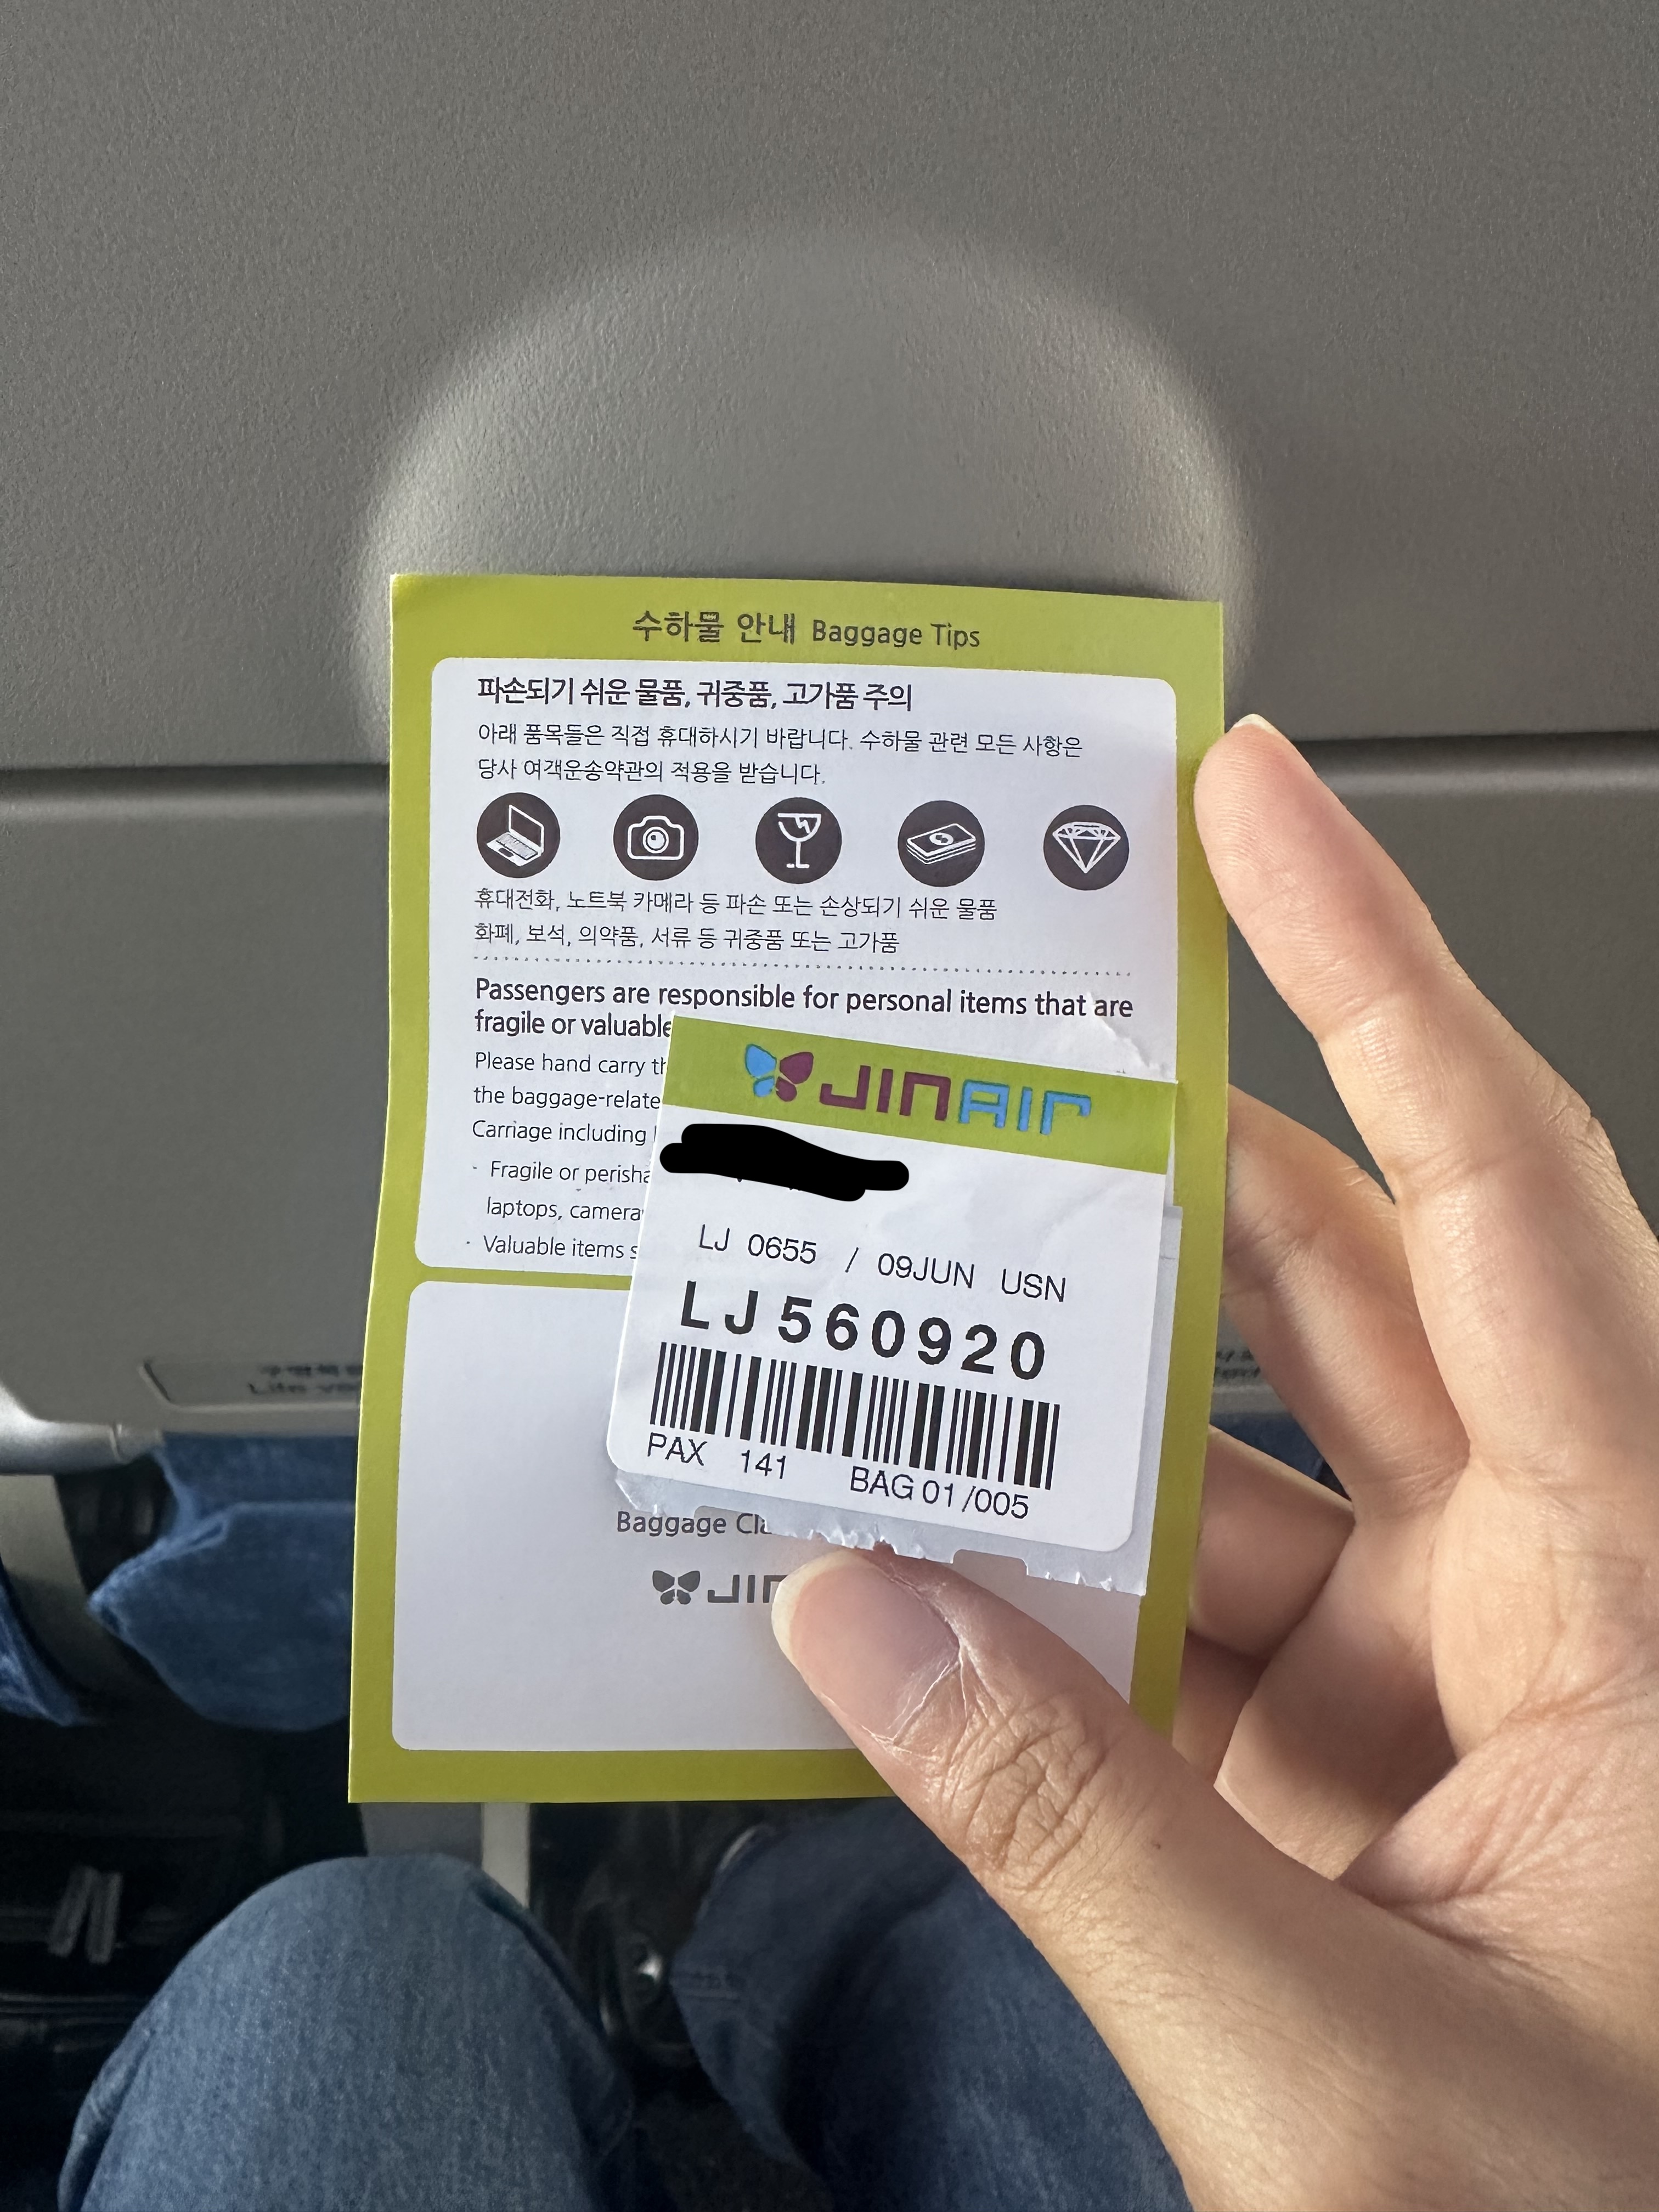 수하물 안내 Baggage Tips
파손되기 쉬운 물품, 귀중품, 고가품 주의
아래 품목들은 직접 휴대하시기 바랍니다. 수하물 관련 모든 사항은
당사 여객운송약관의 적용을 받습니다.
휴대전화, 노트북 카메라 등 파손 또는 손상되기 쉬운 물품
화폐, 보석, 의약품, 서류 등 귀중품 또는 고가품
Passengers are responsible for personal items that are
fragile or valuable
Please hand carry
the baggage-relate
Carriage including
- Fragile or perisha
laptops, camera
- Valuable items
JINAIR
LJ 0655 / 09JUN USN
LJ560920
PAX 141 BAG 01/005
Baggage Cla
JIN